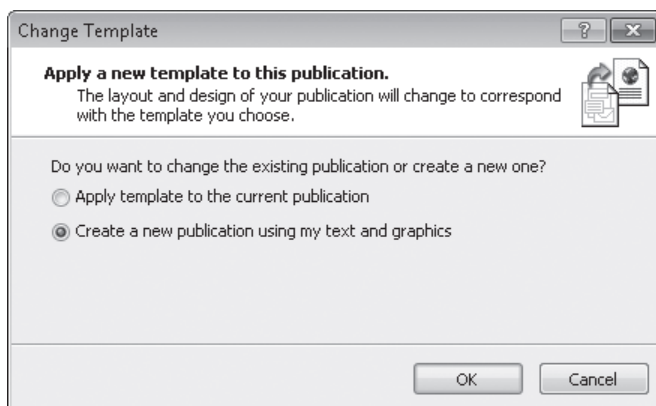 Change Template
Apply a new template to this publication.
The layout and design of your publication will change to correspond
with the template you choose.
Do you want to change the existing publication or create a new one?
Apply template to the current publication
Create a new publication using my text and graphics
OK
Cancel